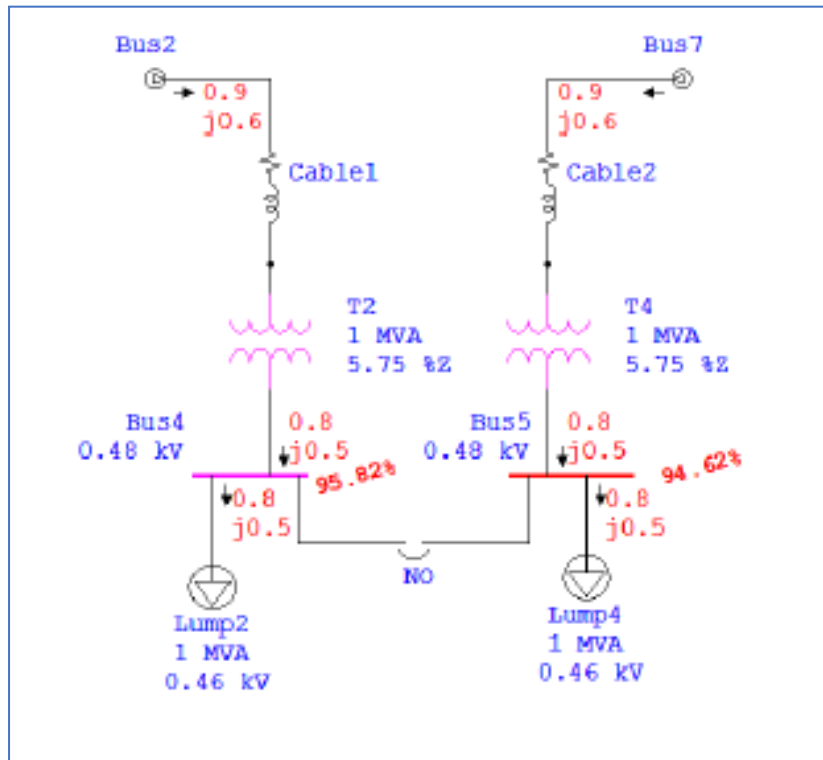 Bus2
Bus7
0.9
j0.6
0.9
j0.6
Cable1
Cable2
T2
1 MVA
5.75 %Z
T4
1 MVA
5.75 %Z
Bus4
0.48 kV
0.8
j0.5
95.82%
Bus5
0.48 kV
0.8
j0.5
94.62%
0.8
j0.5
0.8
j0.5
NO
Lump2
1 MVA
0.46 kV
Lump4
1 MVA
0.46 kV